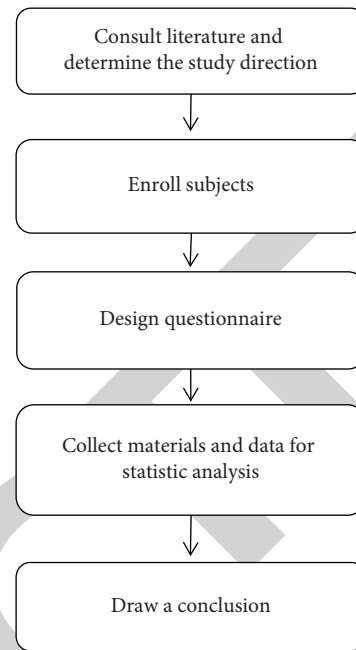 Consult literature and
determine the study direction
Enroll subjects
Design questionnaire
Collect materials and data for
statistic analysis
Draw a conclusion